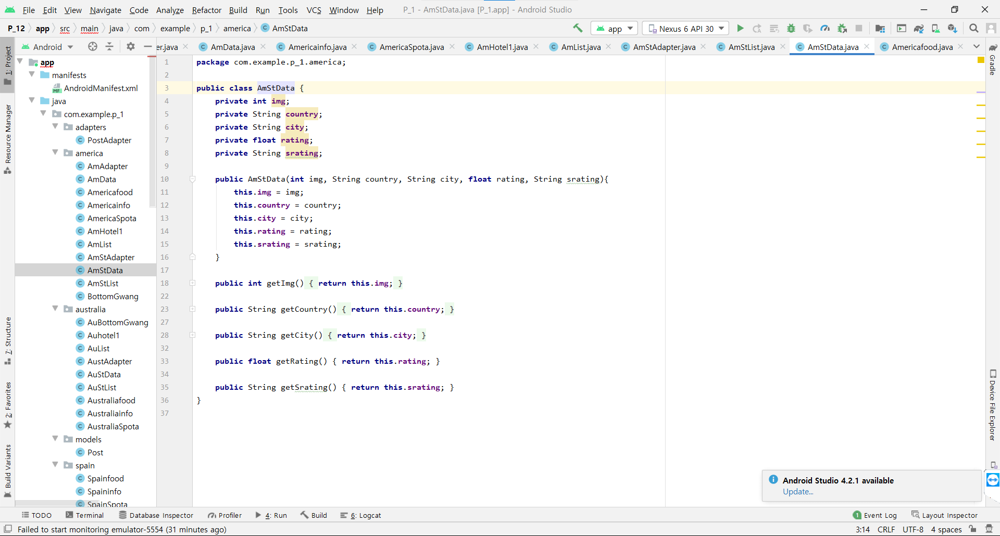 File Edit View Navigate Code Analyze Refactor Build Run Tools VCS Window Help P_1 - AmStData.java [P_1.app] - Android Studio
P_12 app src main java com example p_1 america AmStData app Nexus 6 API 30
Android er.java AmData.java Americainfo.java AmericaSpota.java AmHotel1.java AmList.java AmStAdapter.java AmStList.java AmStData.java Americafood.java
1: Project
Resource Manager
7: Structure
2: Favorites
Build Variants
app
manifests
AndroidManifest.xml
java
com.example.p_1
adapters
PostAdapter
america
AmAdapter
AmData
Americafood
Americainfo
AmericaSpota
AmHotel1
AmList
AmStAdapter
AmStData
AmStList
BottomGwang
australia
AuBottomGwang
Auhotel1
AuList
AustAdapter
AuStData
AuStList
Australiafood
Australiainfo
AustraliaSpota
models
Post
spain
Spainfood
Spaininfo
SpainSpota
1 package com.example.p_1.america;
2
3 public class AmStData {
4 private int img;
5 private String country;
6 private String city;
7 private float rating;
8 private String srating;
9
10 public AmStData(int img, String country, String city, float rating, String srating){
11 this.img = img;
12 this.country = country;
13 this.city = city;
14 this.rating = rating;
15 this.srating = srating;
16 }
17
18 public int getImg() { return this.img; }
22
23 public String getCountry() { return this.country; }
27
28 public String getCity() { return this.city; }
32
33 public float getRating() { return this.rating; }
34
35 public String getSrating() { return this.srating; }
36 }
37
Gradle
Device File Explorer
Android Studio 4.2.1 available
Update...
TODO Terminal Database Inspector Profiler 4: Run Build 6: Logcat 1 Event Log Layout Inspector
Failed to start monitoring emulator-5554 (31 minutes ago) 3:14 CRLF UTF-8 4 spaces